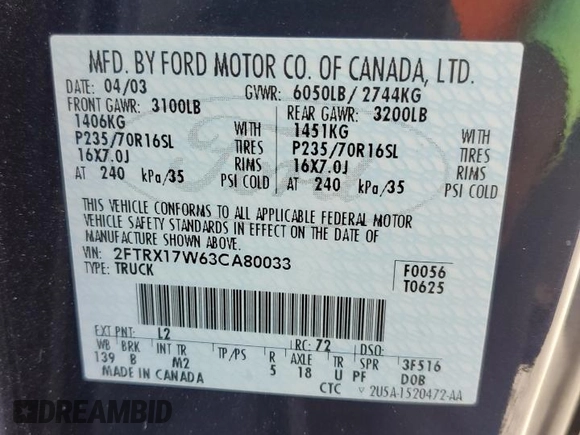 MFD. BY FORD MOTOR CO. OF CANADA, LTD.
DATE: 04/03 GVWR: 6050LB/ 2744KG
FRONT GAWR: 3100LB REAR GAWR: 3200LB
1406KG WITH 1451KG WITH
P235/70R16SL TIRES P235/70R16SL TIRES
16X7.0J RIMS 16X7.0J RIMS
AT 240 kPa/35 PSI COLD AT 240 kPa/35 PSI COLD
THIS VEHICLE CONFORMS TO ALL APPLICABLE FEDERAL MOTOR
VEHICLE SAFETY STANDARDS IN EFFECT ON THE DATE OF
MANUFACTURE SHOWN ABOVE.
VIN: 2FTRX17W63CA80033 F0056
TYPE: TRUCK T0625
EXT PNT: L2 RC: 72 DSO:
WB BRK INT TR TP/PS R AXLE TR SPR 3F516
139 B M2 5 18 U PF DOB
MADE IN CANADA CTC V 2U5A-1520472-AA
Ford
DREAMBID